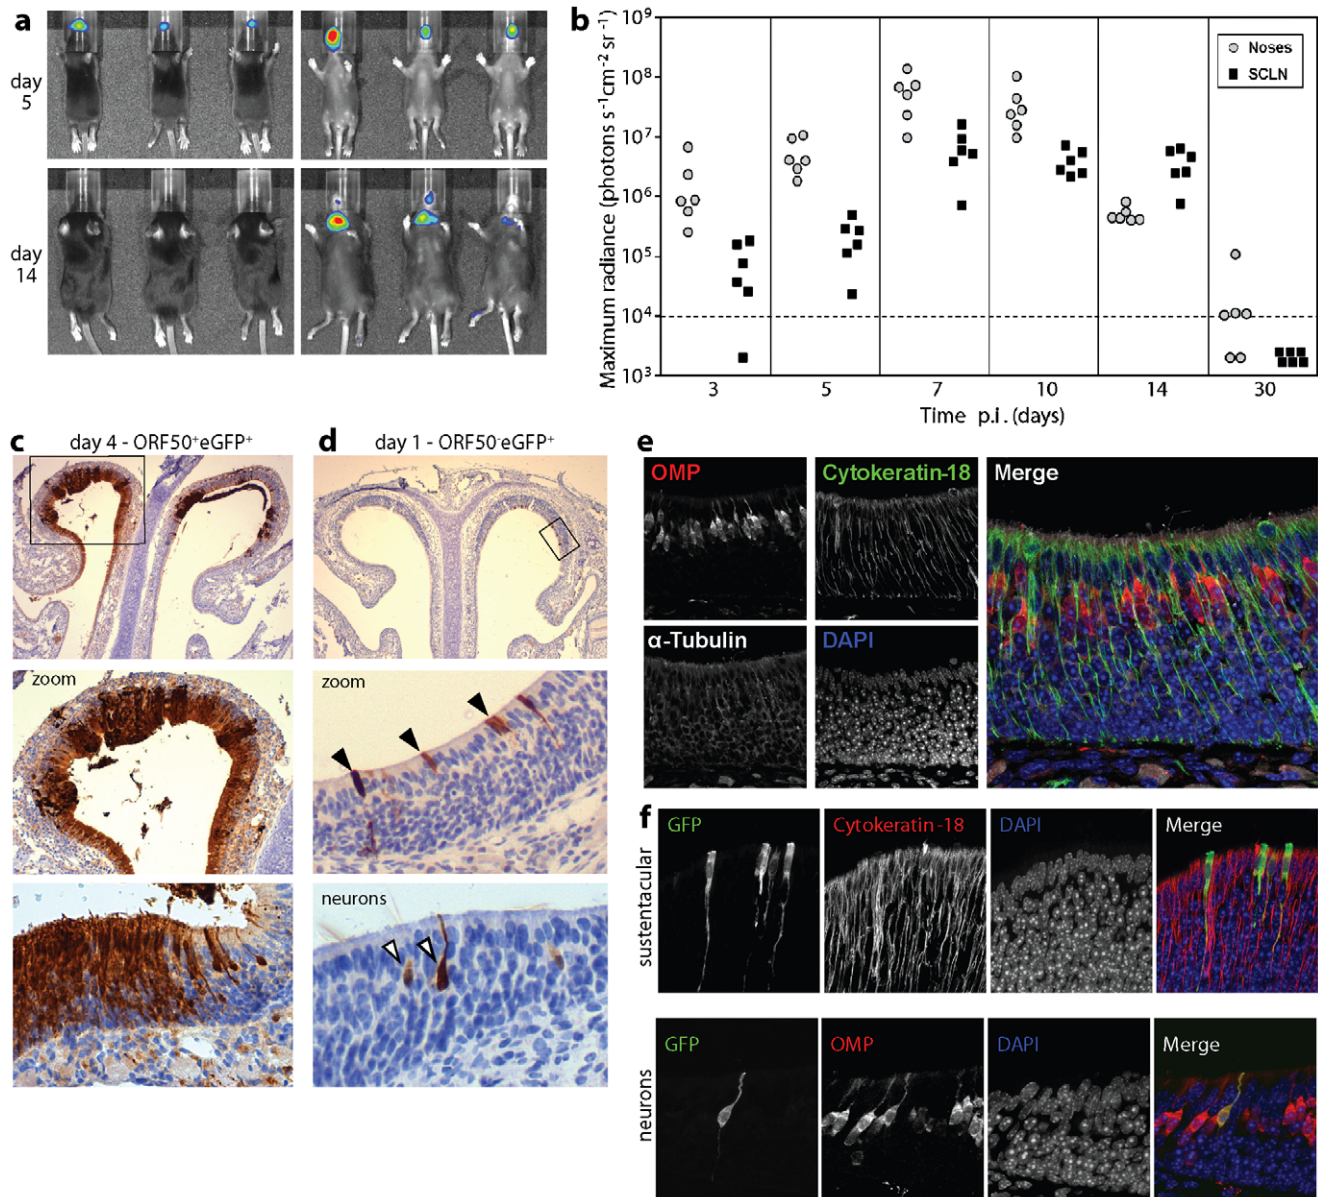 a
day
5
day
14
b
Maximum radiance (photons s⁻¹cm⁻² sr⁻¹)
10⁹
10⁸
10⁷
10⁶
10⁵
10⁴
10³
Noses
SCLN
3 5 7 10 14 30
Time p.i. (days)
c day 4 - ORF50⁺eGFP⁺
zoom
d day 1 - ORF50⁻eGFP⁺
zoom
neurons
e
OMP Cytokeratin-18 Merge
α-Tubulin DAPI
f
sustentacular
GFP Cytokeratin-18 DAPI Merge
neurons
GFP OMP DAPI Merge